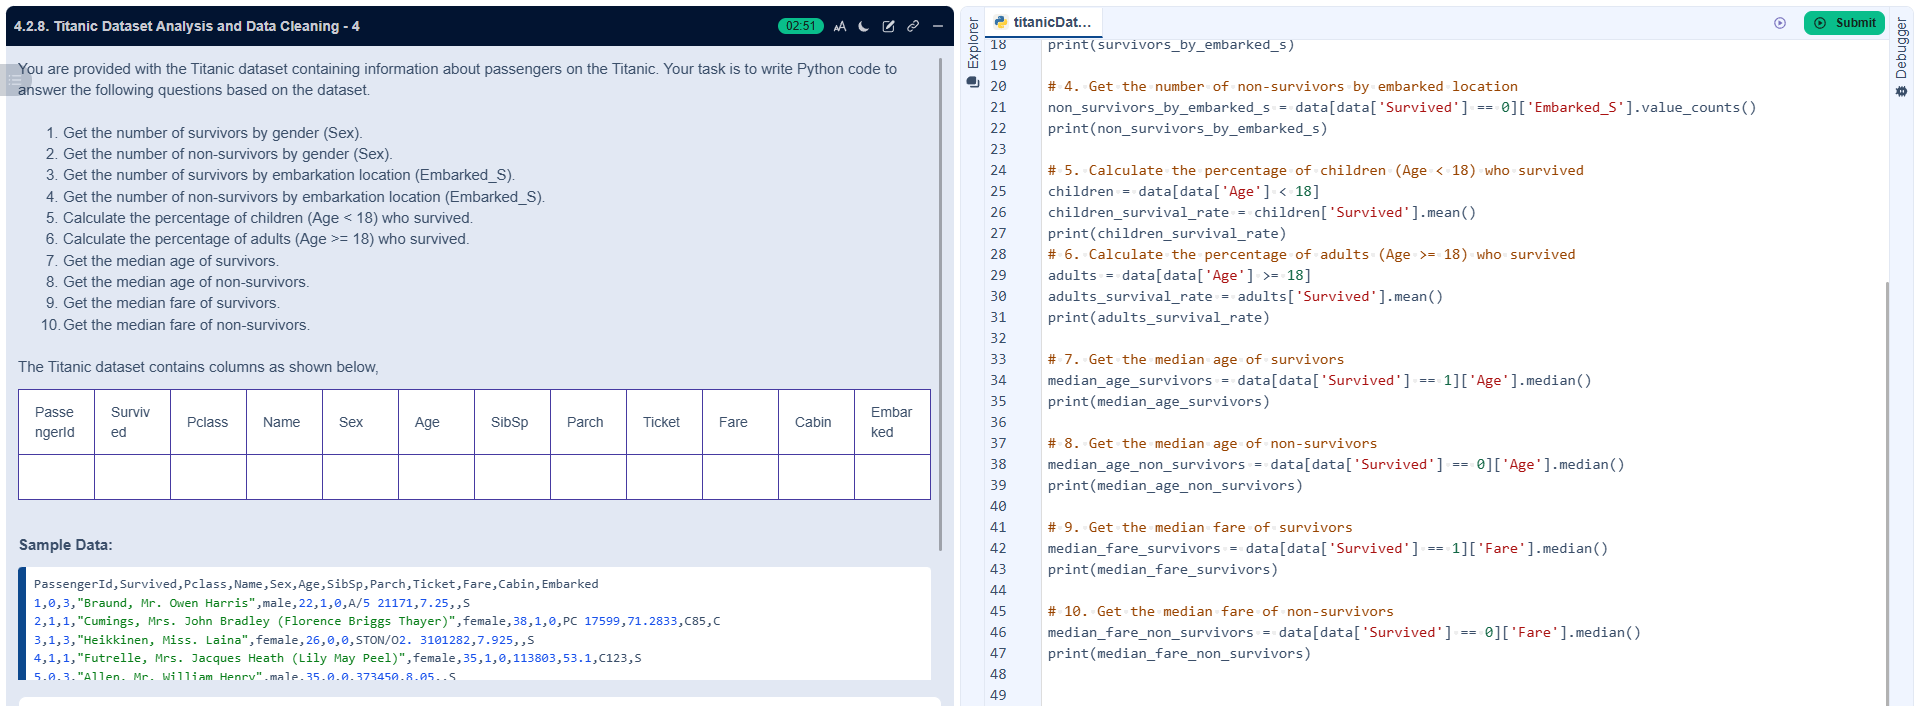 4.2.8. Titanic Dataset Analysis and Data Cleaning - 4
02:51
AA
You are provided with the Titanic dataset containing information about passengers on the Titanic. Your task is to write Python code to
answer the following questions based on the dataset.
1. Get the number of survivors by gender (Sex).
2. Get the number of non-survivors by gender (Sex).
3. Get the number of survivors by embarkation location (Embarked_S).
4. Get the number of non-survivors by embarkation location (Embarked_S).
5. Calculate the percentage of children (Age < 18) who survived.
6. Calculate the percentage of adults (Age >= 18) who survived.
7. Get the median age of survivors.
8. Get the median age of non-survivors.
9. Get the median fare of survivors.
10. Get the median fare of non-survivors.
The Titanic dataset contains columns as shown below,
Passe
ngerId
Surviv
ed
Pclass
Name
Sex
Age
SibSp
Parch
Ticket
Fare
Cabin
Embar
ked
Sample Data:
PassengerId,Survived,Pclass,Name,Sex,Age,SibSp,Parch,Ticket,Fare,Cabin,Embarked
1,0,3,"Braund, Mr. Owen Harris",male,22,1,0,A/5 21171,7.25,,S
2,1,1,"Cumings, Mrs. John Bradley (Florence Briggs Thayer)",female,38,1,0,PC 17599,71.2833,C85,C
3,1,3,"Heikkinen, Miss. Laina",female,26,0,0,STON/O2. 3101282,7.925,,S
4,1,1,"Futrelle, Mrs. Jacques Heath (Lily May Peel)",female,35,1,0,113803,53.1,C123,S
5,0,3,"Allen, Mr. William Henry",male,35,0,0,373450,8.05,,S
Explorer
titanicDat...
Submit
Debugger
18 print(survivors_by_embarked_s)
19
20 # 4. Get the number of non-survivors by embarked location
21 non_survivors_by_embarked_s = data[data['Survived'] == 0]['Embarked_S'].value_counts()
22 print(non_survivors_by_embarked_s)
23
24 # 5. Calculate the percentage of children (Age < 18) who survived
25 children = data[data['Age'] < 18]
26 children_survival_rate = children['Survived'].mean()
27 print(children_survival_rate)
28 # 6. Calculate the percentage of adults (Age >= 18) who survived
29 adults = data[data['Age'] >= 18]
30 adults_survival_rate = adults['Survived'].mean()
31 print(adults_survival_rate)
32
33 # 7. Get the median age of survivors
34 median_age_survivors = data[data['Survived'] == 1]['Age'].median()
35 print(median_age_survivors)
36
37 # 8. Get the median age of non-survivors
38 median_age_non_survivors = data[data['Survived'] == 0]['Age'].median()
39 print(median_age_non_survivors)
40
41 # 9. Get the median fare of survivors
42 median_fare_survivors = data[data['Survived'] == 1]['Fare'].median()
43 print(median_fare_survivors)
44
45 # 10. Get the median fare of non-survivors
46 median_fare_non_survivors = data[data['Survived'] == 0]['Fare'].median()
47 print(median_fare_non_survivors)
48
49